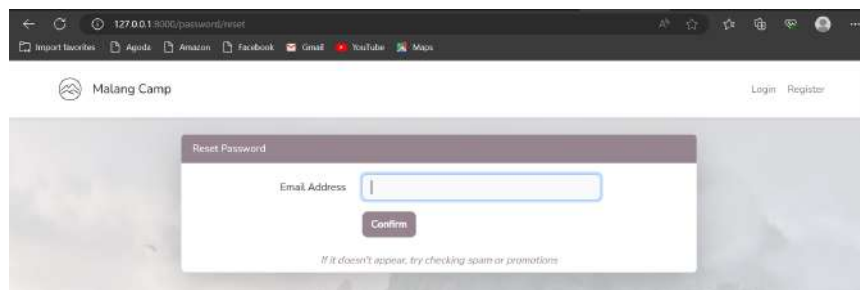 127.0.0.1:8000/password/reset
Import favorites Agoda Amazon Facebook Gmail YouTube Maps
Malang Camp Login Register
Reset Password
Email Address
Confirm
If it doesn't appear, try checking spam or promotions